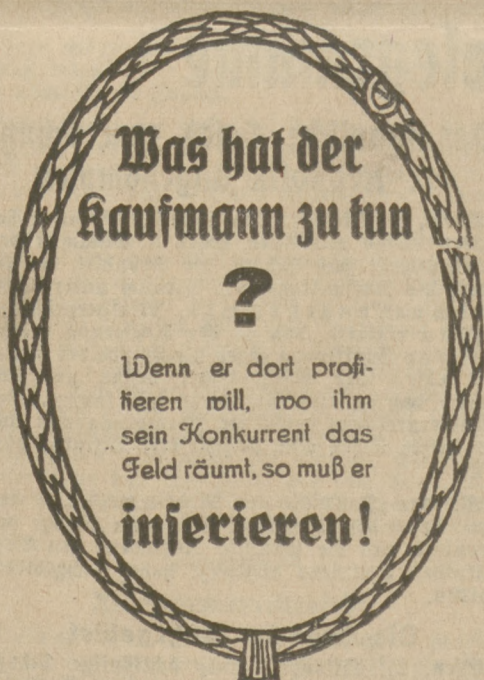 Was hat der
Kaufmann zu tun
?
Wenn er dort profi-
tieren will, wo ihm
sein Konkurrent das
Feld räumt, so muß er
inserieren!